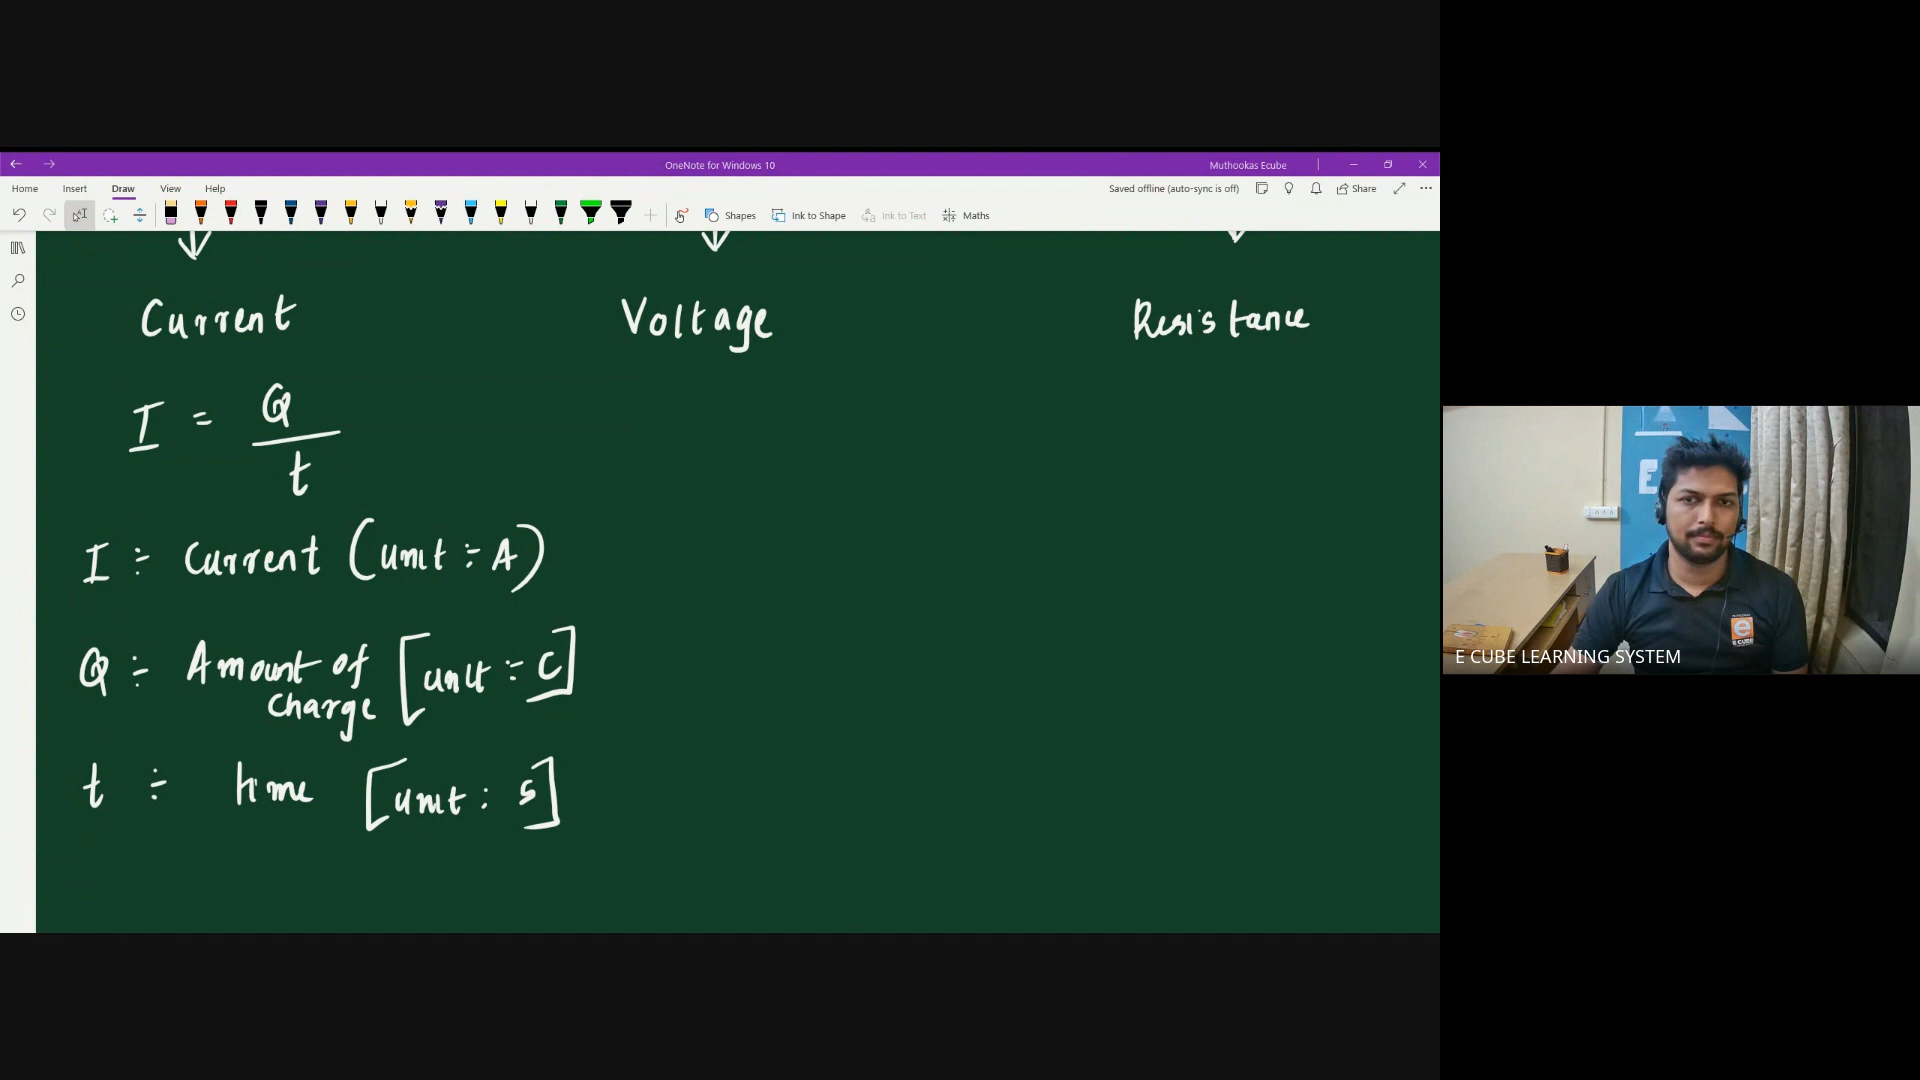 OneNote for Windows 10
Muthookas Ecube
Home Insert Draw View Help
Saved offline (auto-sync is off)
Share
Shapes
Ink to Shape
Ink to Text
Maths
Current
Voltage
Resistance
I = Q / t
I ÷ Current (unit ÷ A)
Q ÷ Amount of charge [unit ÷ C]
t ÷ time [unit : s]
E
e
E CUBE
E CUBE LEARNING SYSTEM